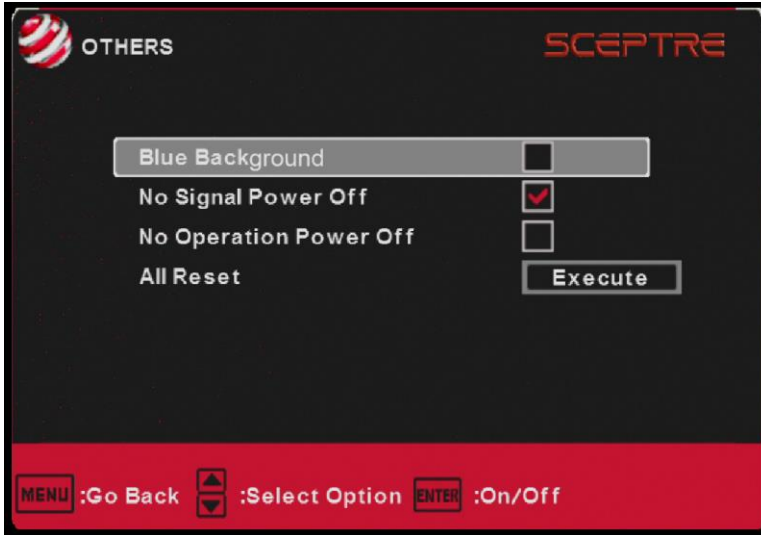 OTHERS SCEPTRE
Blue Background
No Signal Power Off
No Operation Power Off
All Reset Execute
MENU :Go Back :Select Option ENTER :On/Off